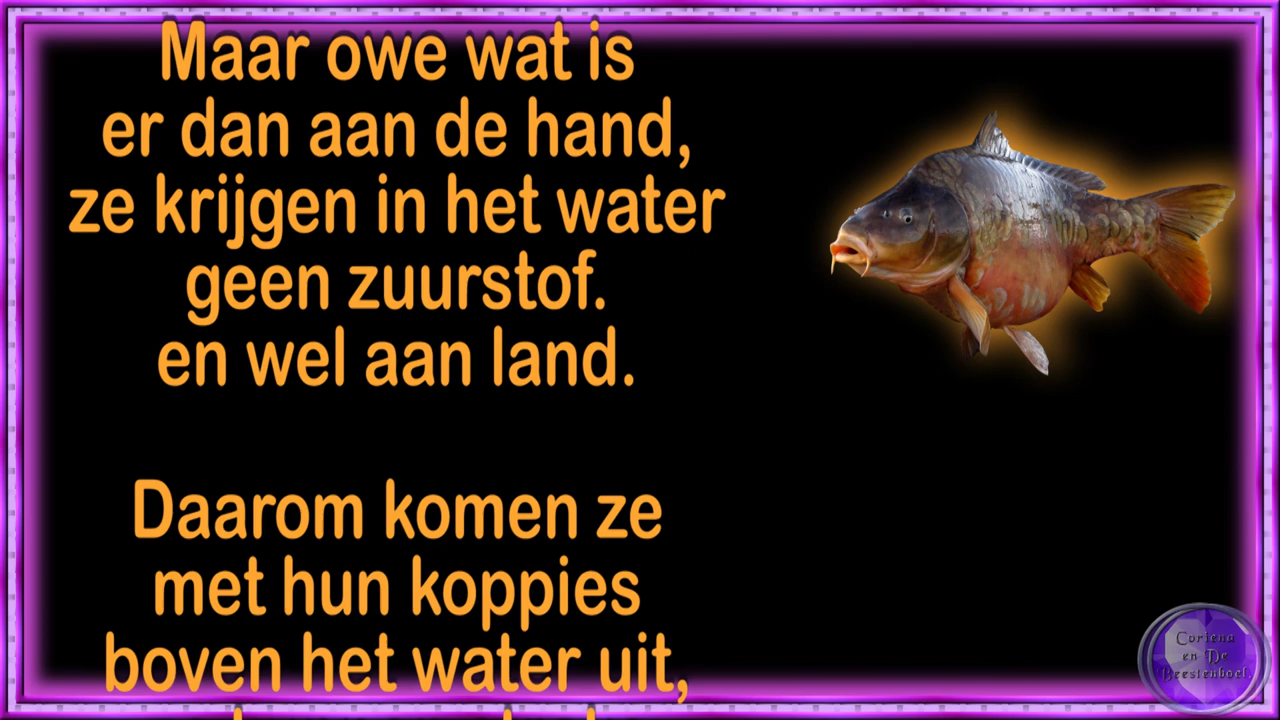 Maar owe wat is
er dan aan de hand,
ze krijgen in het water
geen zuurstof.
en wel aan land.
Daarom komen ze
met hun koppies
boven het water uit,
Coriena
en De
Beestenboel.